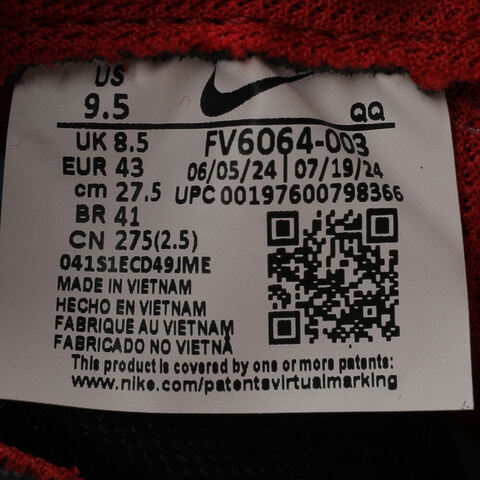 US
9.5 QQ
UK 8.5 FV6064-003
EUR 43 06/05/24 | 07/19/24
cm 27.5 UPC 00197600798366
BR 41
CN 275(2.5)
041S1ECD49JME
MADE IN VIETNAM
HECHO EN VIETNAM
FABRIQUE AU VIETNAM
FABRICADO NO VIETNÃ
This product is covered by one or more patents:
www.nike.com/patentsvirtualmarking